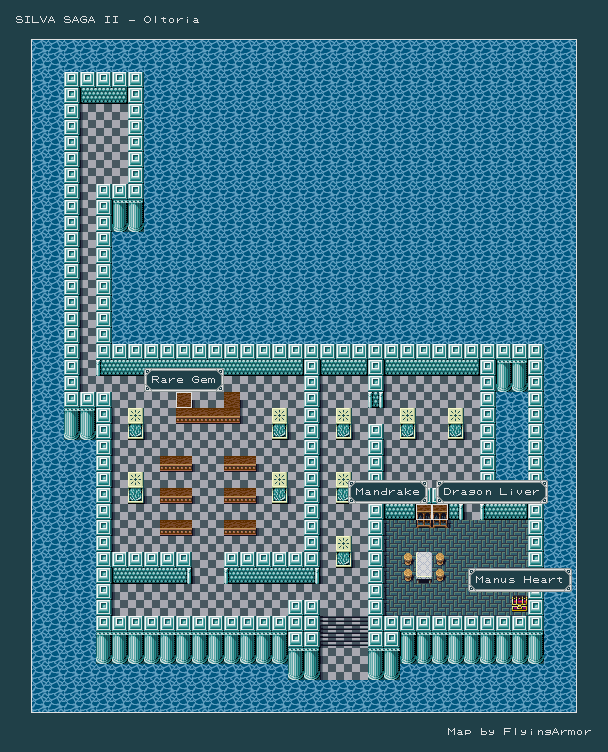 SILVA SAGA II - Oltoria
Rare Gem
Mandrake
Dragon Liver
Manus Heart
Map by FlyingArmor